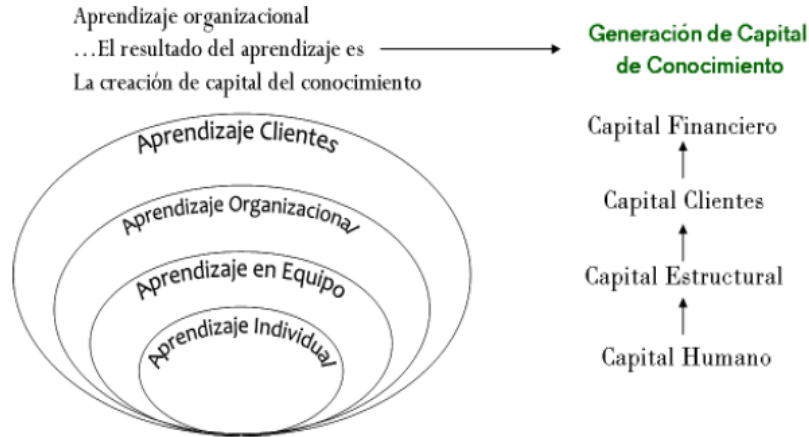 Aprendizaje organizacional
...El resultado del aprendizaje es
La creación de capital del conocimiento
Generación de Capital
de Conocimiento
Aprendizaje Clientes
Aprendizaje Organizacional
Aprendizaje en Equipo
Aprendizaje Individual
Capital Financiero
Capital Clientes
Capital Estructural
Capital Humano